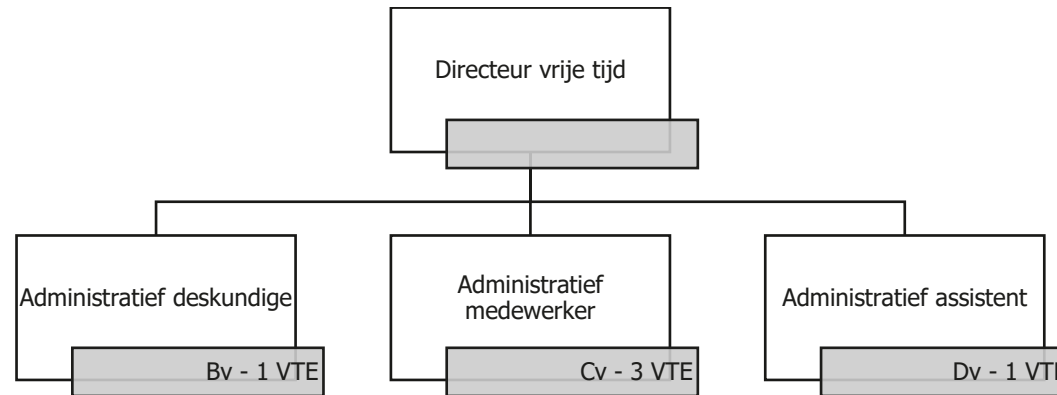 Directeur vrije tijd
Administratief deskundige
Bv - 1 VTE
Administratief
medewerker
Cv - 3 VTE
Administratief assistent
Dv - 1 VTE